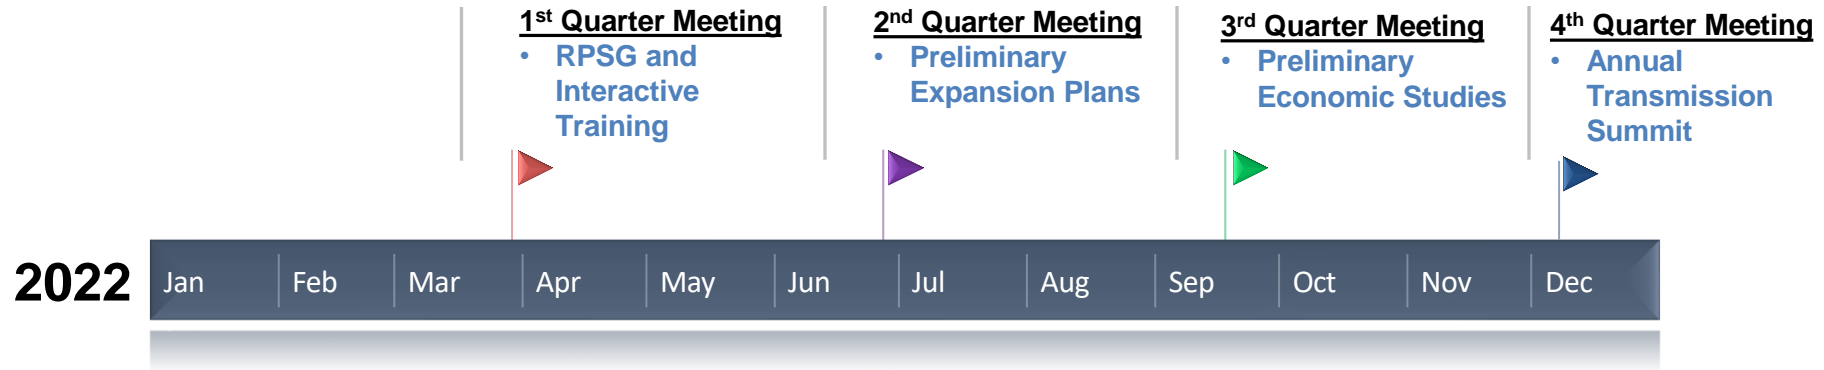 1st Quarter Meeting
• RPSG and
Interactive
Training
2nd Quarter Meeting
• Preliminary
Expansion Plans
3rd Quarter Meeting
• Preliminary
Economic Studies
4th Quarter Meeting
• Annual
Transmission
Summit
2022 Jan Feb Mar Apr May Jun Jul Aug Sep Oct Nov Dec